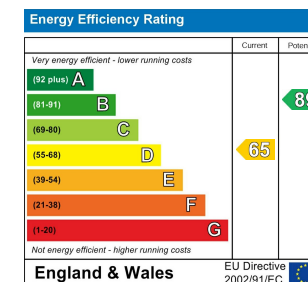 Energy Efficiency Rating
Current
Very energy efficient - lower running costs
(92 plus) A
(81-91) B
(69-80) C
(55-68) D
(39-54) E
(21-38) F
(1-20) G
65
89
Not energy efficient - higher running costs
England & Wales
EU Directive
2002/91/EC